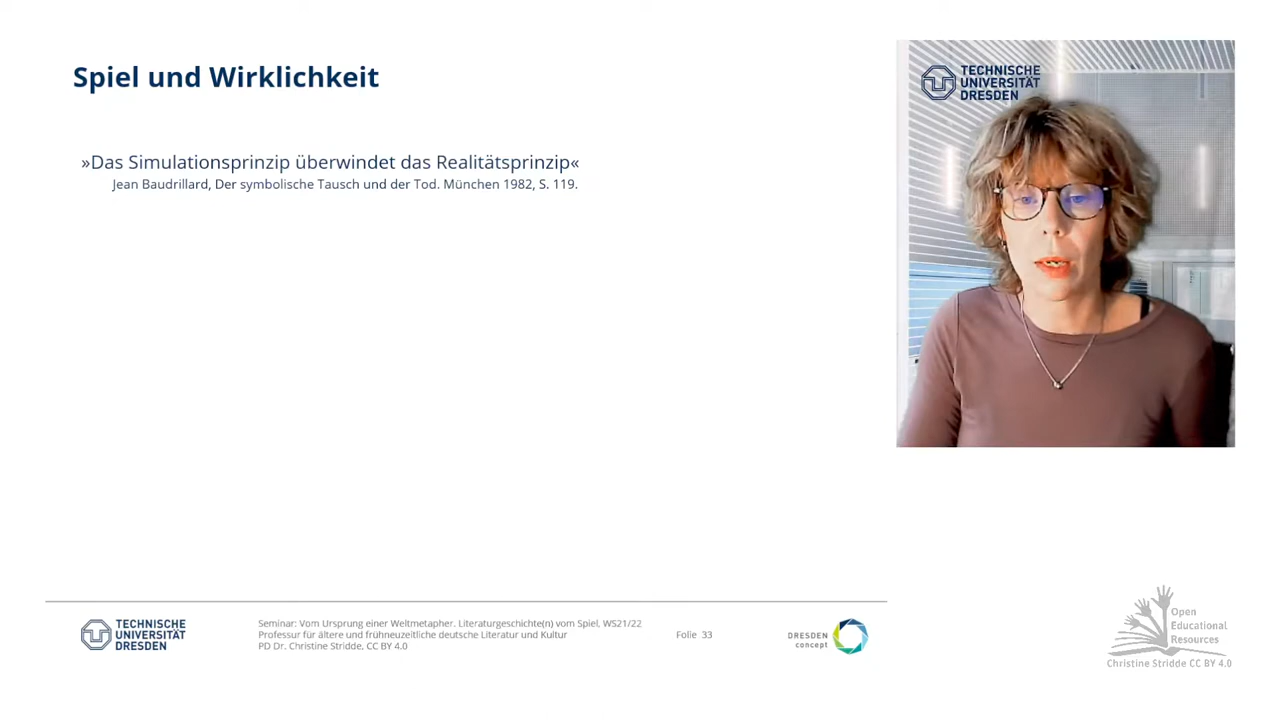 Spiel und Wirklichkeit
»Das Simulationsprinzip überwindet das Realitätsprinzip«
Jean Baudrillard, Der symbolische Tausch und der Tod. München 1982, S. 119.
TECHNISCHE
UNIVERSITÄT
DRESDEN
TECHNISCHE
UNIVERSITÄT
DRESDEN
Seminar: Vom Ursprung einer Weltmetapher. Literaturgeschichte(n) vom Spiel, WS21/22
Professur für ältere und frühneuzeitliche deutsche Literatur und Kultur
PD Dr. Christine Stridde, CC BY 4.0
Folie 33
DRESDEN
concept
Open
Educational
Resources
Christine Stridde CC BY 4.0